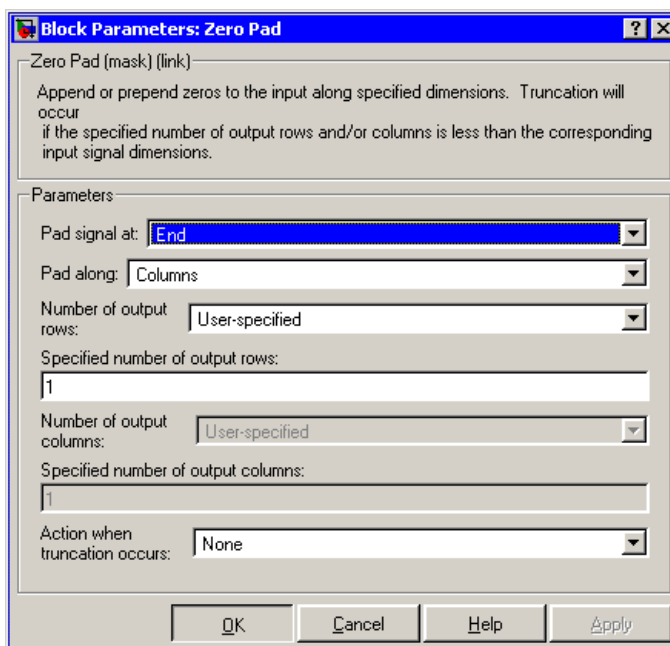 Block Parameters: Zero Pad
Zero Pad (mask) (link)
Append or prepend zeros to the input along specified dimensions.  Truncation will
occur
if the specified number of output rows and/or columns is less than the corresponding
input signal dimensions.
Parameters
Pad signal at: End
Pad along: Columns
Number of output
rows: User-specified
Specified number of output rows:
1
Number of output
columns: User-specified
Specified number of output columns:
1
Action when
truncation occurs: None
OK Cancel Help Apply